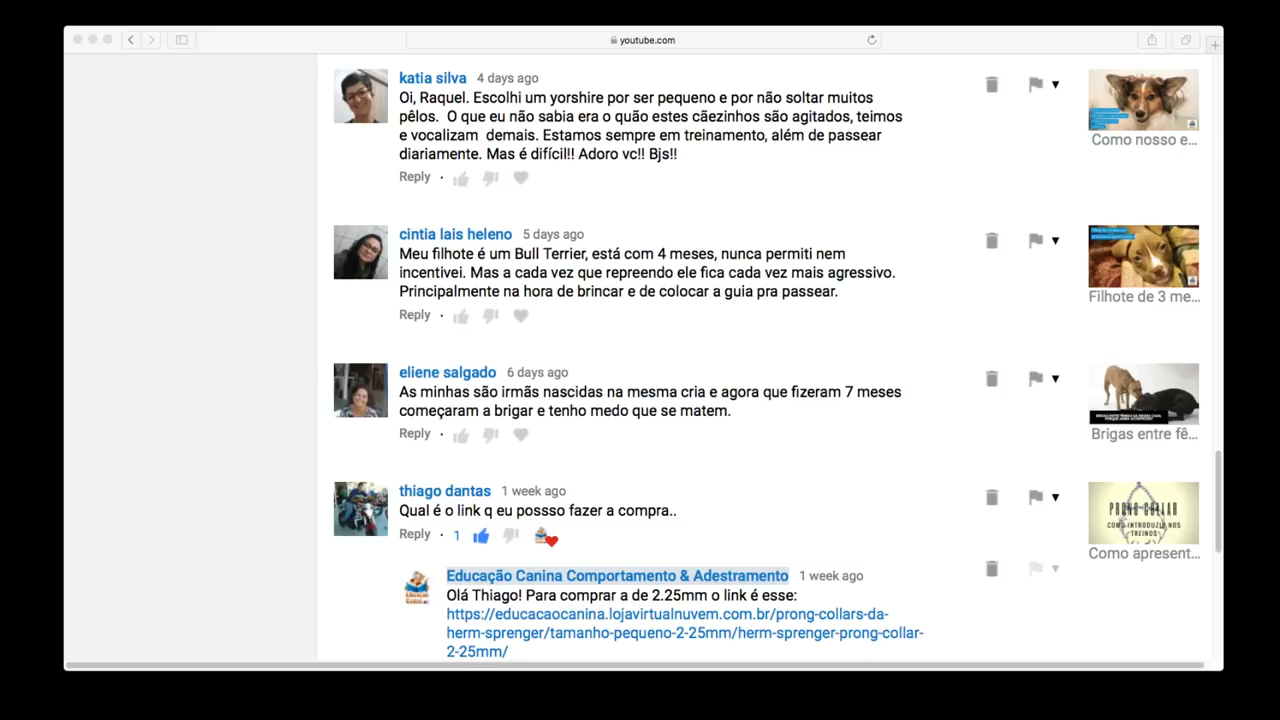 youtube.com
katia silva 4 days ago
Oi, Raquel. Escolhi um yorshire por ser pequeno e por não soltar muitos
pêlos. O que eu não sabia era o quão estes cãezinhos são agitados, teimos
e vocalizam demais. Estamos sempre em treinamento, além de passear
diariamente. Mas é difícil!! Adoro vc!! Bjs!!
Reply ·
Como nosso e...
cintia lais heleno 5 days ago
Meu filhote é um Bull Terrier, está com 4 meses, nunca permiti nem
incentivei. Mas a cada vez que repreendo ele fica cada vez mais agressivo.
Principalmente na hora de brincar e de colocar a guia pra passear.
Reply ·
Filhote de 3 me...
eliene salgado 6 days ago
As minhas são irmãs nascidas na mesma cria e agora que fizeram 7 meses
começaram a brigar e tenho medo que se matem.
Reply ·
Brigas entre fê...
thiago dantas 1 week ago
Qual é o link q eu possso fazer a compra..
Reply · 1
PRONG COLLAR
COMO INTRODUZIR NOS
TREINOS
Como apresent...
Educação Canina Comportamento & Adestramento 1 week ago
Olá Thiago! Para comprar a de 2.25mm o link é esse:
https://educacaocanina.lojavirtualnuvem.com.br/prong-collars-da-
herm-sprenger/tamanho-pequeno-2-25mm/herm-sprenger-prong-collar-
2-25mm/